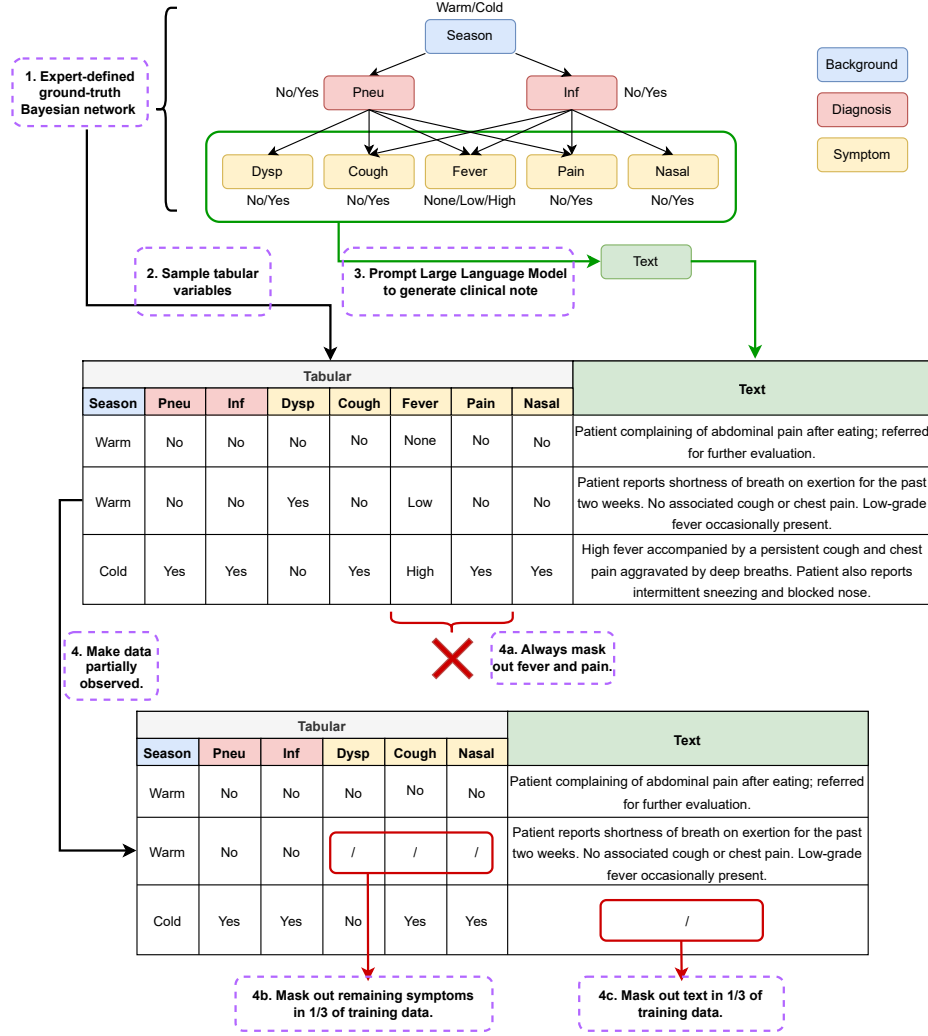 Warm/Cold
Season
Background
1. Expert-defined
ground-truth
Bayesian network
No/Yes
Pneu
Inf
No/Yes
Diagnosis
Symptom
Dysp
Cough
Fever
Pain
Nasal
No/Yes
No/Yes
None/Low/High
No/Yes
No/Yes
2. Sample tabular
variables
3. Prompt Large Language Model
to generate clinical note
Text
Tabular
Text
Season Pneu Inf Dysp Cough Fever Pain Nasal
Warm No No No No None No No
Patient complaining of abdominal pain after eating; referred
for further evaluation.
Warm No No Yes No Low No No
Patient reports shortness of breath on exertion for the past
two weeks. No associated cough or chest pain. Low-grade
fever occasionally present.
Cold Yes Yes No Yes High Yes Yes
High fever accompanied by a persistent cough and chest
pain aggravated by deep breaths. Patient also reports
intermittent sneezing and blocked nose.
4. Make data
partially
observed.
4a. Always mask
out fever and pain.
Tabular
Text
Season Pneu Inf Dysp Cough Nasal
Warm No No No No No
Patient complaining of abdominal pain after eating; referred
for further evaluation.
Warm No No / / /
Patient reports shortness of breath on exertion for the past
two weeks. No associated cough or chest pain. Low-grade
fever occasionally present.
Cold Yes Yes No Yes Yes /
4b. Mask out remaining symptoms
in 1/3 of training data.
4c. Mask out text in 1/3 of
training data.